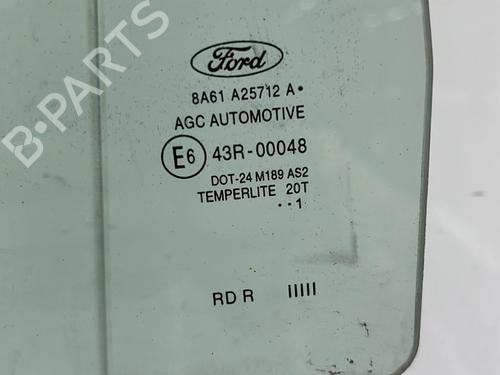 B-PARTS
Ford
8A61 A25712 A•
AGC AUTOMOTIVE
E6 43R-00048
DOT-24 M189 AS2
TEMPERLITE 20T
••1
RD R IIIII